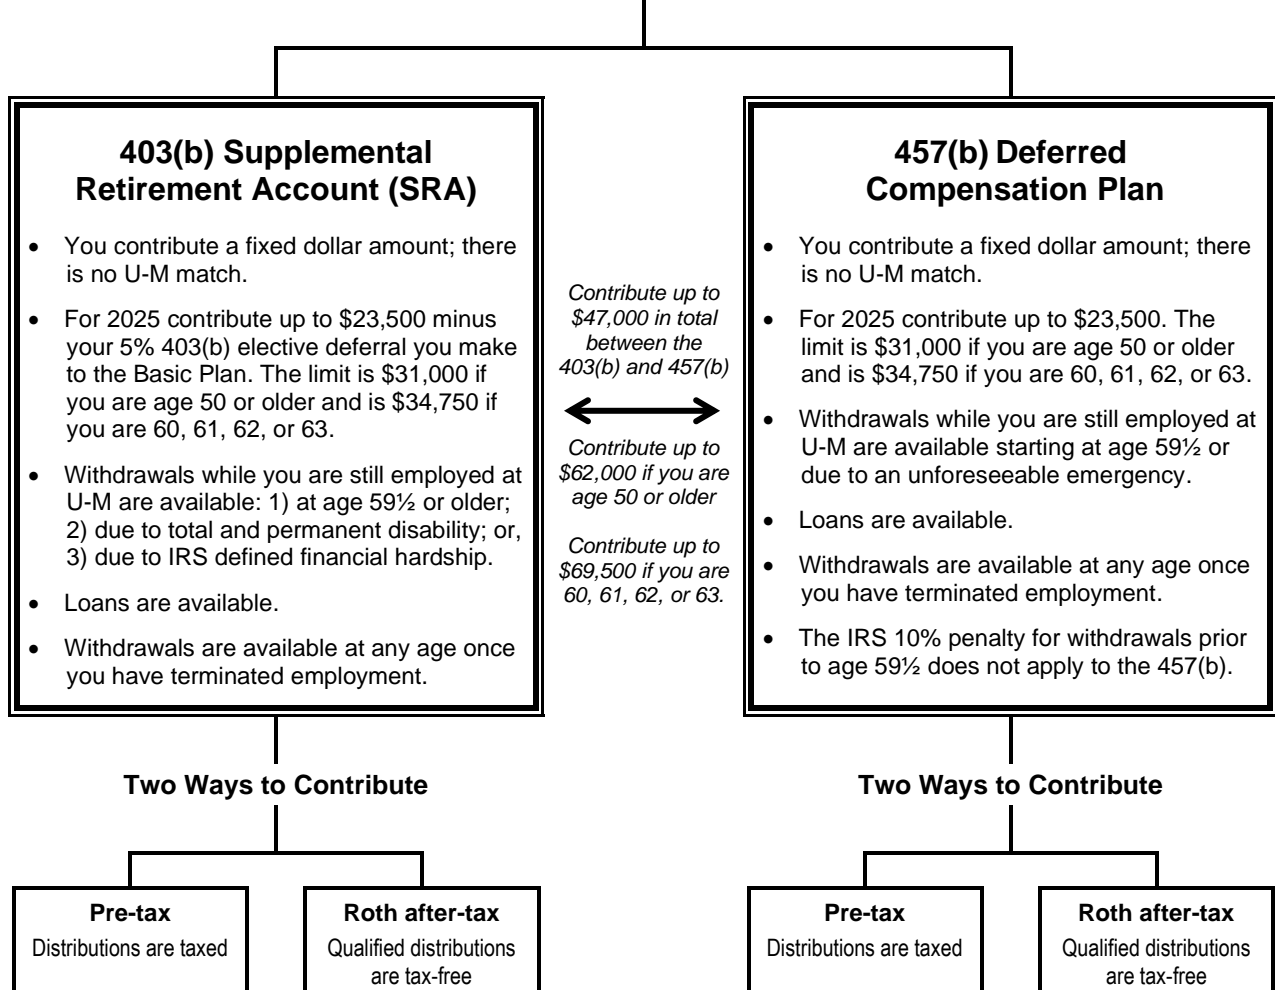 403(b) Supplemental
Retirement Account (SRA)
• You contribute a fixed dollar amount; there
is no U-M match.
• For 2025 contribute up to $23,500 minus
your 5% 403(b) elective deferral you make
to the Basic Plan. The limit is $31,000 if
you are age 50 or older and is $34,750 if
you are 60, 61, 62, or 63.
• Withdrawals while you are still employed at
U-M are available: 1) at age 59½ or older;
2) due to total and permanent disability; or,
3) due to IRS defined financial hardship.
• Loans are available.
• Withdrawals are available at any age once
you have terminated employment.
Contribute up to
$47,000 in total
between the
403(b) and 457(b)
Contribute up to
$62,000 if you are
age 50 or older
Contribute up to
$69,500 if you are
60, 61, 62, or 63.
457(b) Deferred
Compensation Plan
• You contribute a fixed dollar amount; there
is no U-M match.
• For 2025 contribute up to $23,500. The
limit is $31,000 if you are age 50 or older
and is $34,750 if you are 60, 61, 62, or 63.
• Withdrawals while you are still employed at
U-M are available starting at age 59½ or
due to an unforeseeable emergency.
• Loans are available.
• Withdrawals are available at any age once
you have terminated employment.
• The IRS 10% penalty for withdrawals prior
to age 59½ does not apply to the 457(b).
Two Ways to Contribute
Pre-tax
Distributions are taxed
Roth after-tax
Qualified distributions
are tax-free
Two Ways to Contribute
Pre-tax
Distributions are taxed
Roth after-tax
Qualified distributions
are tax-free